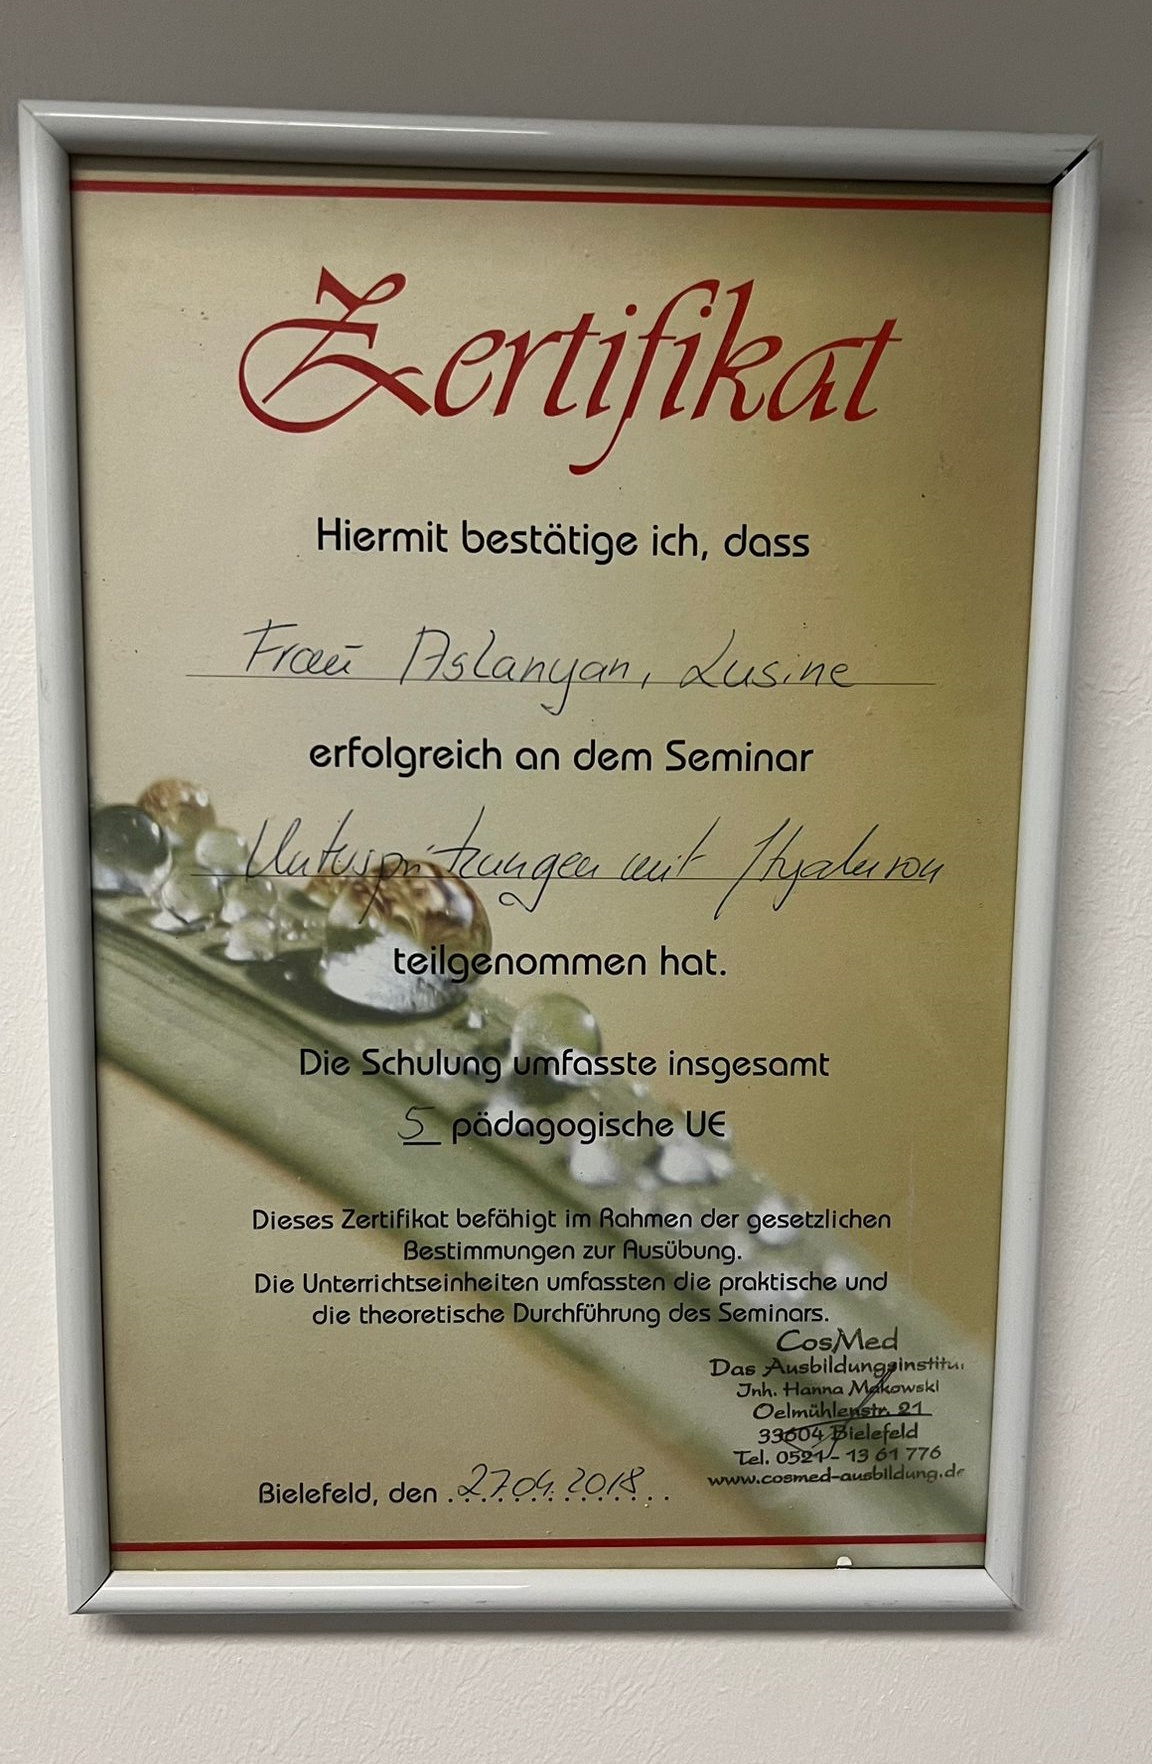 Zertifikat
Hiermit bestätige ich, dass
Frau Aslanyan, Lusine
erfolgreich an dem Seminar
Unterspritzungen mit Hyaluron
teilgenommen hat.
Die Schulung umfasste insgesamt
5 pädagogische UE
Dieses Zertifikat befähigt im Rahmen der gesetzlichen
Bestimmungen zur Ausübung.
Die Unterrichtseinheiten umfassten die praktische und
die theoretische Durchführung des Seminars.
CosMed
Das Ausbildungsinstitu
Inh. Hanna Makowski
Oelmühlenstr. 21
33604 Bielefeld
Tel. 0521 - 13 61 776
www.cosmed-ausbildung.de
Bielefeld, den 27.04.2018